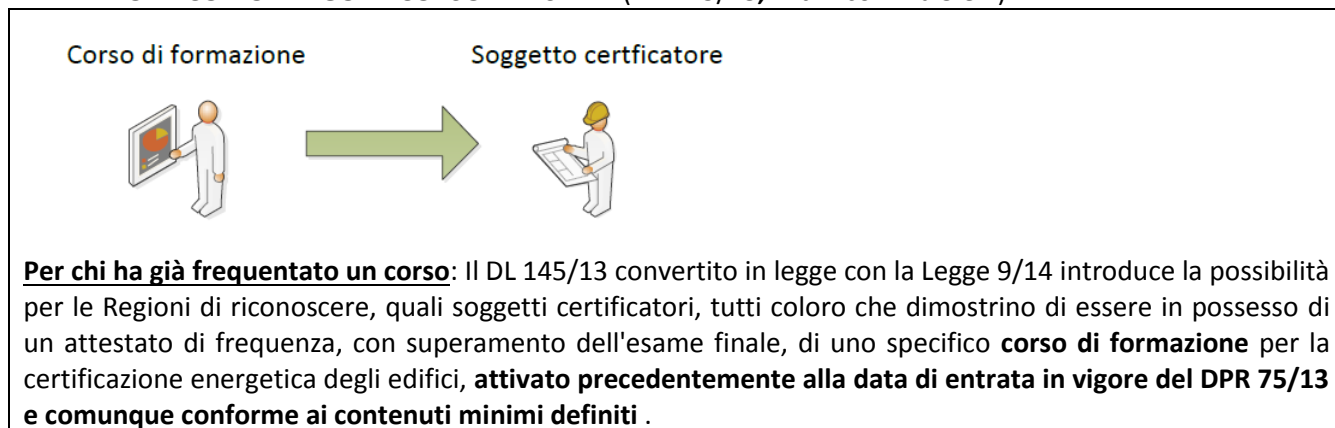 Corso di formazione Soggetto certficatore
Per chi ha già frequentato un corso: Il DL 145/13 convertito in legge con la Legge 9/14 introduce la possibilità
per le Regioni di riconoscere, quali soggetti certificatori, tutti coloro che dimostrino di essere in possesso di
un attestato di frequenza, con superamento dell'esame finale, di uno specifico corso di formazione per la
certificazione energetica degli edifici, attivato precedentemente alla data di entrata in vigore del DPR 75/13
e comunque conforme ai contenuti minimi definiti .